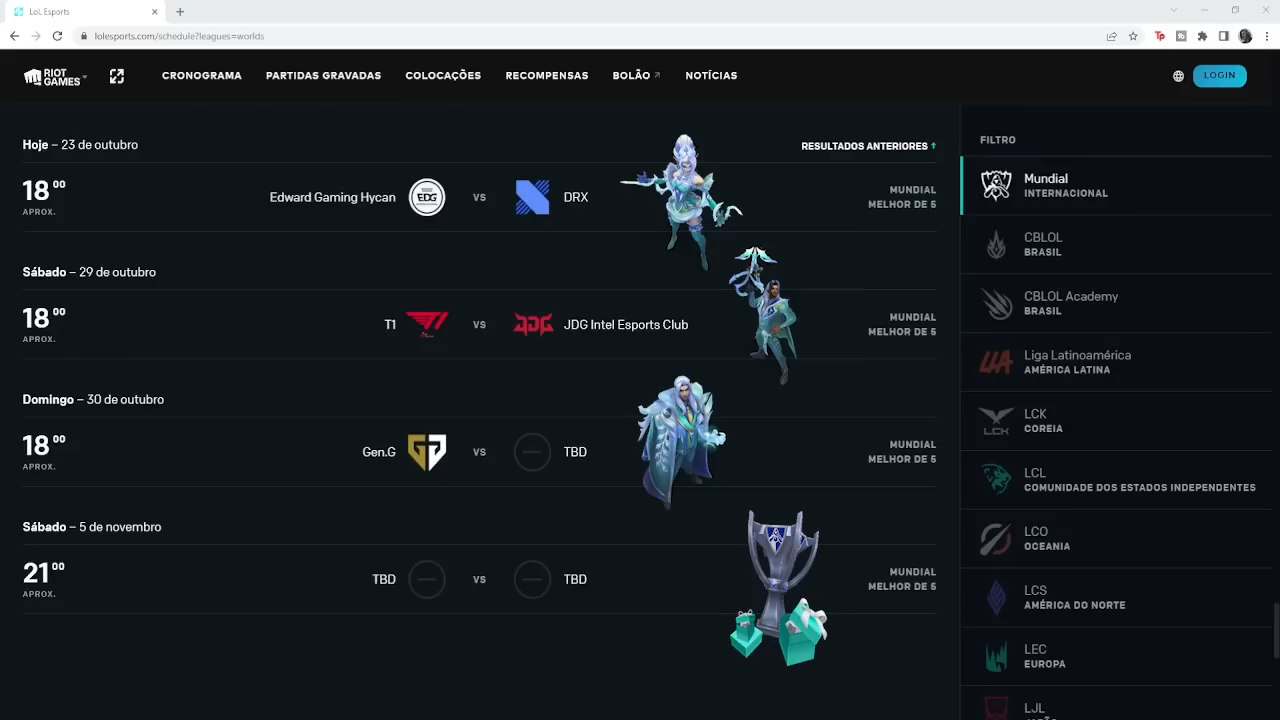 LoL Esports
lolesports.com/schedule?leagues=worlds
RIOT
GAMES
CRONOGRAMA
PARTIDAS GRAVADAS
COLOCAÇÕES
RECOMPENSAS
BOLÃO
NOTÍCIAS
LOGIN
Hoje – 23 de outubro
RESULTADOS ANTERIORES
18 00
APROX.
Edward Gaming Hycan
EDG
VS
DRX
MUNDIAL
MELHOR DE 5
Sábado – 29 de outubro
18 00
APROX.
T1
VS
JDG
JDG Intel Esports Club
MUNDIAL
MELHOR DE 5
Domingo – 30 de outubro
18 00
APROX.
Gen.G
VS
TBD
MUNDIAL
MELHOR DE 5
Sábado – 5 de novembro
21 00
APROX.
TBD
VS
TBD
MUNDIAL
MELHOR DE 5
FILTRO
Mundial
INTERNACIONAL
CBLOL
BRASIL
CBLOL Academy
BRASIL
Liga Latinoamérica
AMÉRICA LATINA
LCK
LCK
COREIA
LCL
COMUNIDADE DOS ESTADOS INDEPENDENTES
LCO
OCEANIA
LCS
AMÉRICA DO NORTE
LEC
EUROPA
LJL